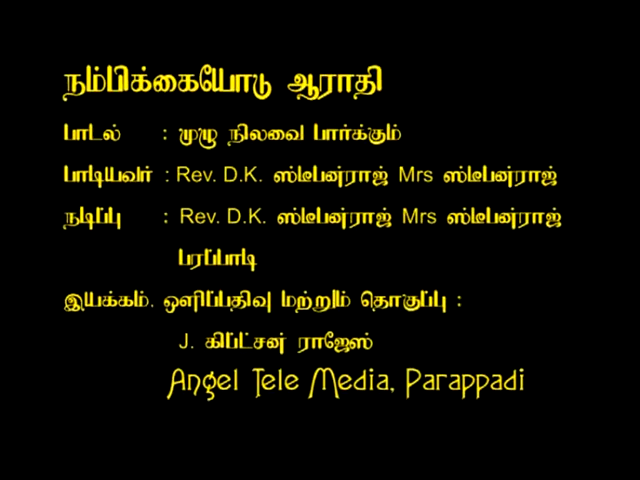 நம்பிக்கையோடு ஆராதி
பாடல் : முழு நிலவை பார்க்கும்
பாடியவர் : Rev. D.K. ஸ்டீபன்ராஜ் Mrs ஸ்டீபன்ராஜ்
நடிப்பு : Rev. D.K. ஸ்டீபன்ராஜ் Mrs ஸ்டீபன்ராஜ்
பரப்பாடி
இயக்கம். ஒளிப்பதிவு மற்றும் தொகுப்பு :
J. கிப்ட்சன் ராஜேஸ்
Angel Tele Media, Parappadi